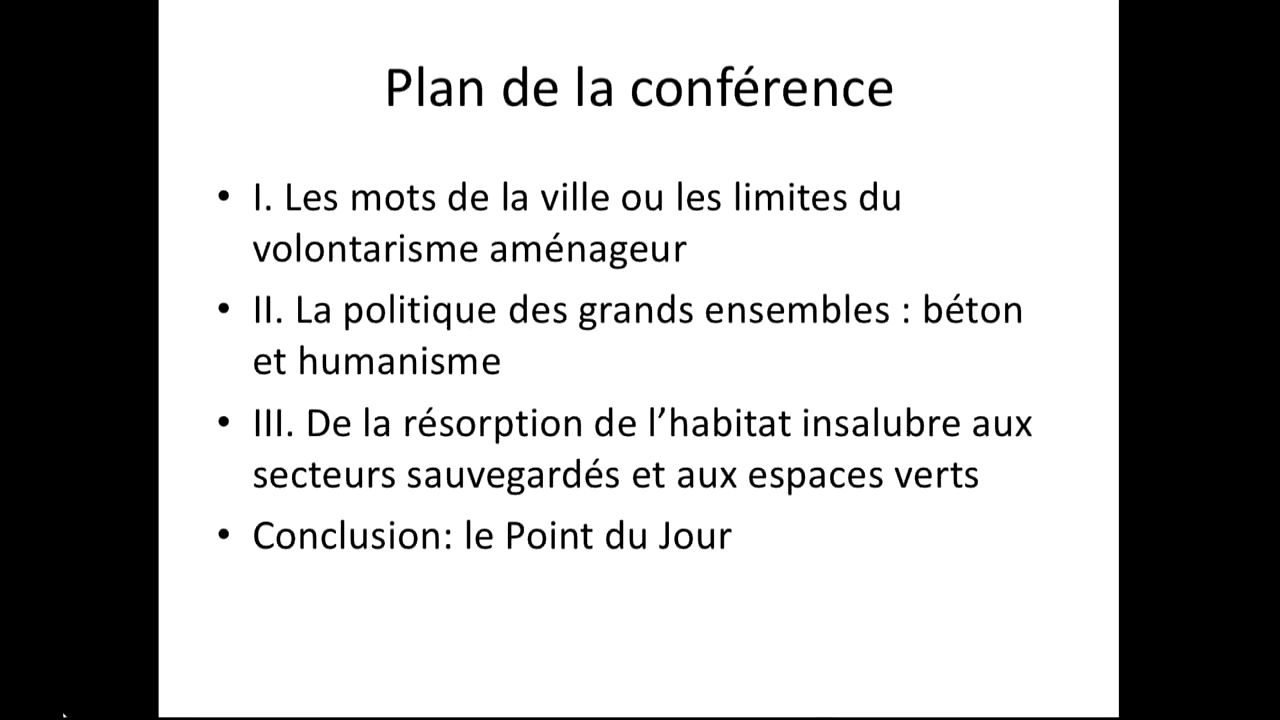 Plan de la conférence
• I. Les mots de la ville ou les limites du
volontarisme aménageur
• II. La politique des grands ensembles : béton
et humanisme
• III. De la résorption de l’habitat insalubre aux
secteurs sauvegardés et aux espaces verts
• Conclusion: le Point du Jour